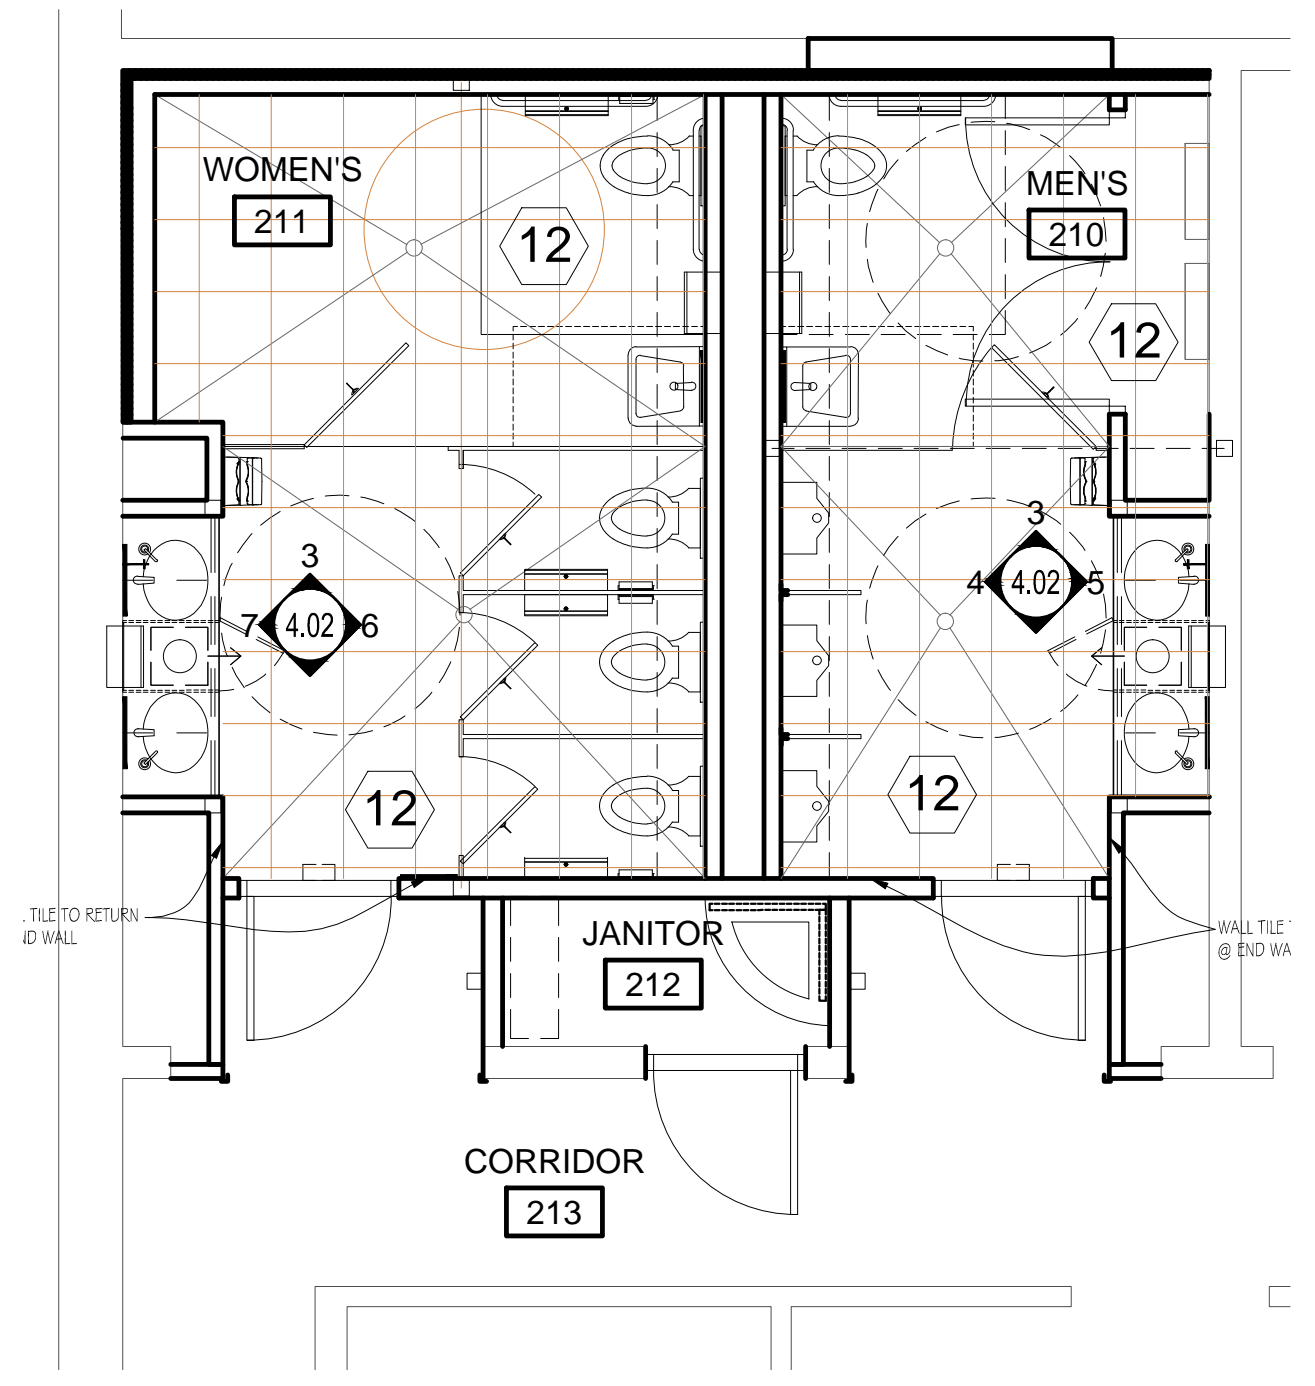 WOMEN'S
211
12
MEN'S
210
12
3
7 4.02 6
3
4 4.02 5
12
12
. TILE TO RETURN
WALL
JANITOR
212
WALL TILE
@ END WA
CORRIDOR
213